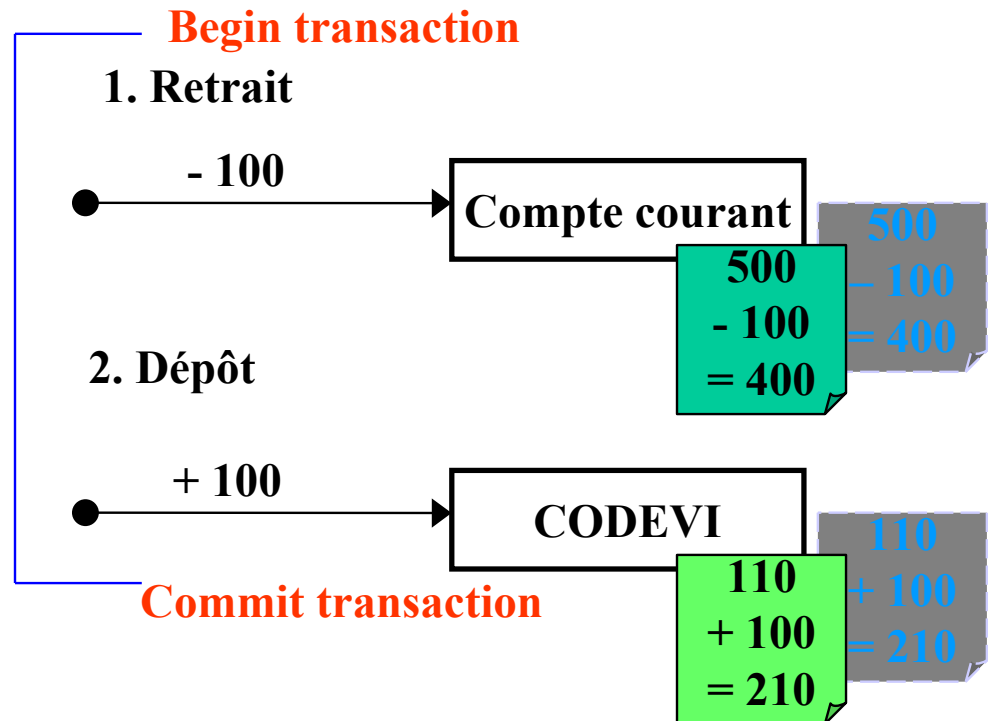 Begin transaction
1. Retrait
- 100
Compte courant
500
- 100
= 400
500
– 100
= 400
2. Dépôt
+ 100
CODEVI
110
+ 100
= 210
110
+ 100
= 210
Commit transaction